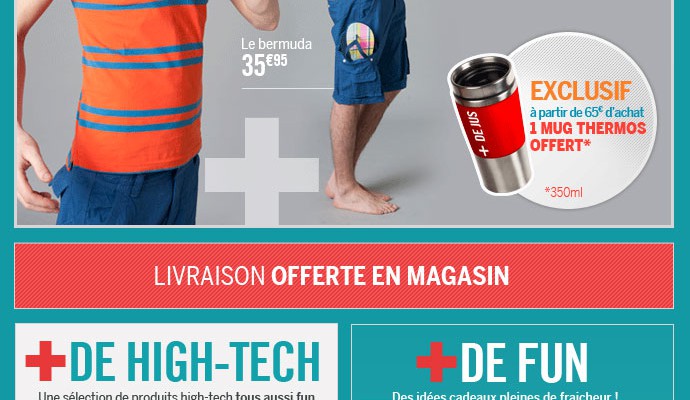 Le bermuda
35€95
EXCLUSIF
à partir de 65€ d'achat
1 MUG THERMOS
OFFERT*
+ DE JUS
*350ml
LIVRAISON OFFERTE EN MAGASIN
+DE HIGH-TECH
Une sélection de produits high-tech tous aussi fun
+DE FUN
Des idées cadeaux pleines de fraicheur !